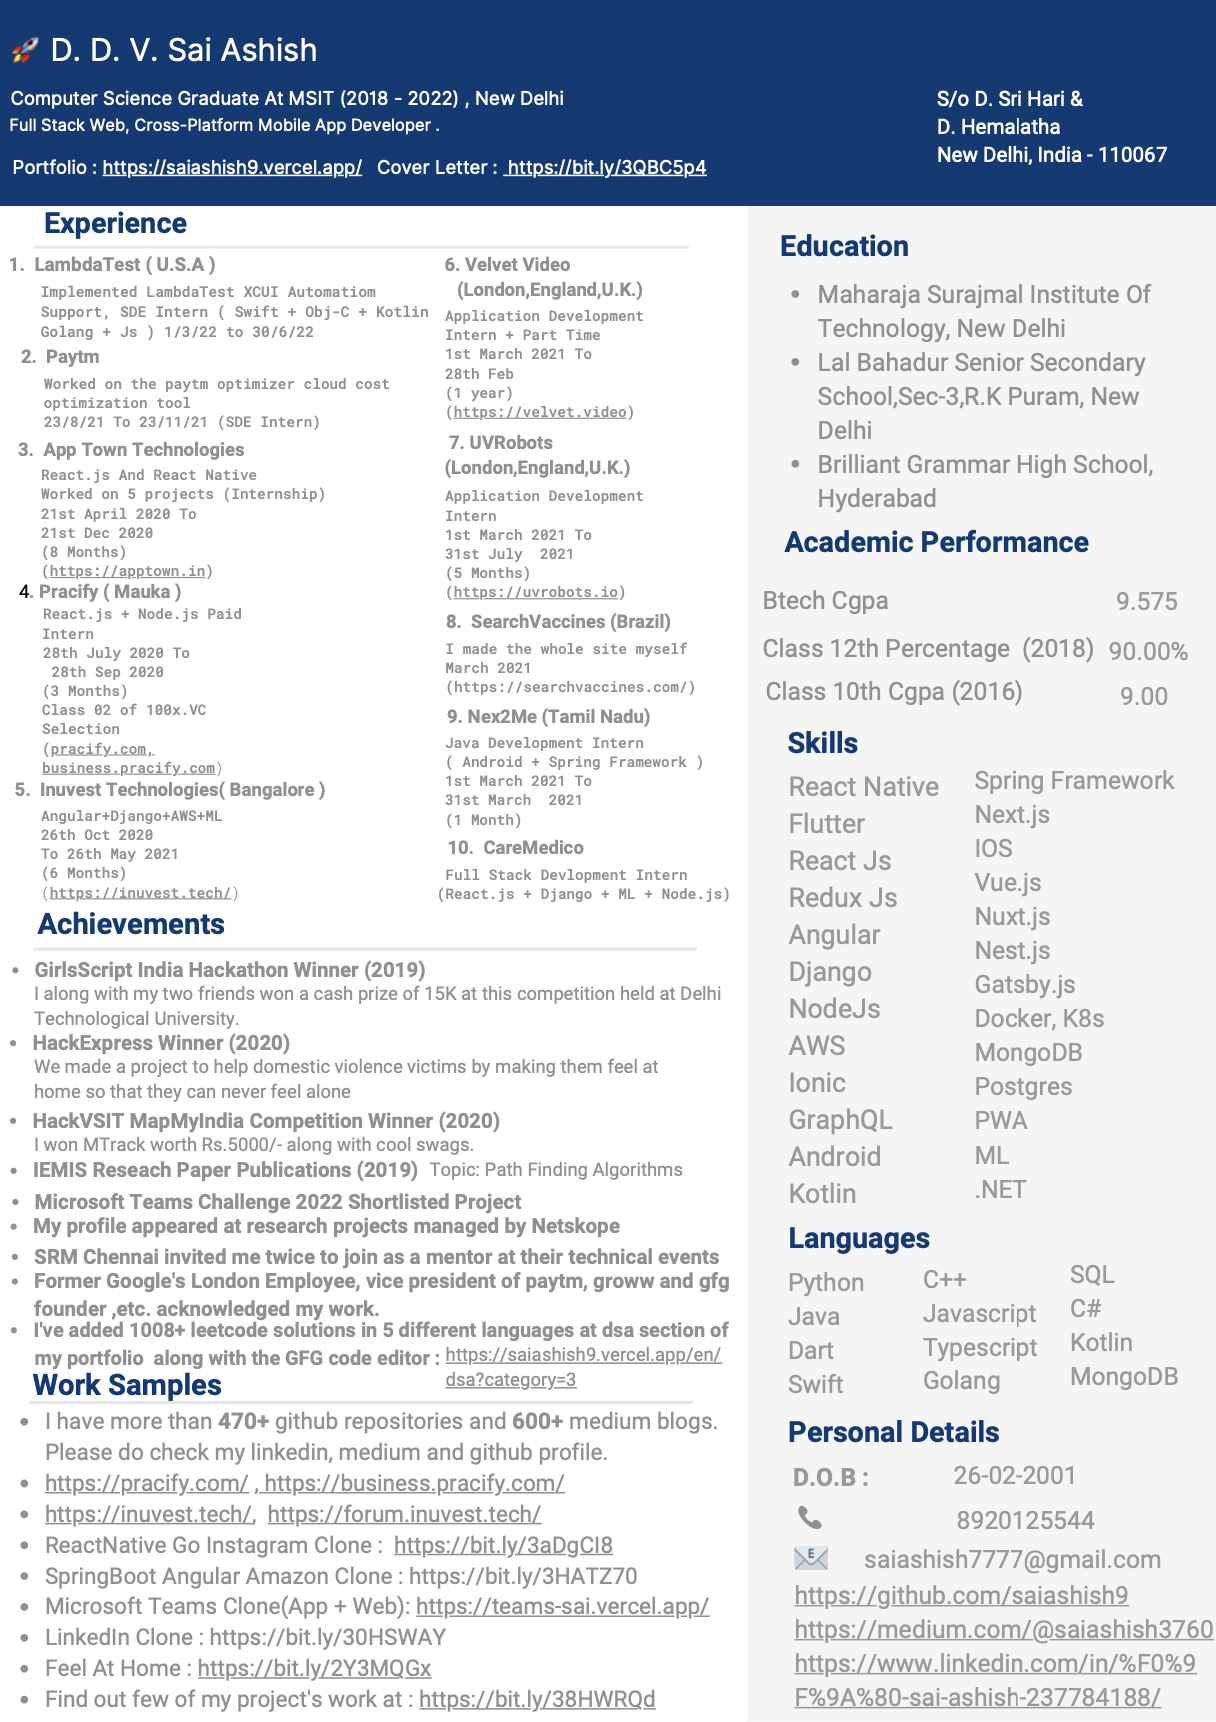 🚀 D. D. V. Sai Ashish
Computer Science Graduate At MSIT (2018 - 2022) , New Delhi
Full Stack Web, Cross-Platform Mobile App Developer .
Portfolio : https://saiashish9.vercel.app/ Cover Letter : https://bit.ly/3QBC5p4
S/o D. Sri Hari &
D. Hemalatha
New Delhi, India - 110067
Experience
1. LambdaTest ( U.S.A )
Implemented LambdaTest XCUI Automatiom
Support, SDE Intern ( Swift + Obj-C + Kotlin
Golang + Js ) 1/3/22 to 30/6/22
2. Paytm
Worked on the paytm optimizer cloud cost
optimization tool
23/8/21 To 23/11/21 (SDE Intern)
3. App Town Technologies
React.js And React Native
Worked on 5 projects (Internship)
21st April 2020 To
21st Dec 2020
(8 Months)
(https://apptown.in)
4. Pracify ( Mauka )
React.js + Node.js Paid
Intern
28th July 2020 To
28th Sep 2020
(3 Months)
Class 02 of 100x.VC
Selection
(pracify.com,
business.pracify.com)
5. Inuvest Technologies( Bangalore )
Angular+Django+AWS+ML
26th Oct 2020
To 26th May 2021
(6 Months)
(https://inuvest.tech/)
6. Velvet Video
(London,England,U.K.)
Application Development
Intern + Part Time
1st March 2021 To
28th Feb
(1 year)
(https://velvet.video)
7. UVRobots
(London,England,U.K.)
Application Development
Intern
1st March 2021 To
31st July 2021
(5 Months)
(https://uvrobots.io)
8. SearchVaccines (Brazil)
I made the whole site myself
March 2021
(https://searchvaccines.com/)
9. Nex2Me (Tamil Nadu)
Java Development Intern
( Android + Spring Framework )
1st March 2021 To
31st March 2021
(1 Month)
10. CareMedico
Full Stack Devlopment Intern
(React.js + Django + ML + Node.js)
Achievements
• GirlsScript India Hackathon Winner (2019)
I along with my two friends won a cash prize of 15K at this competition held at Delhi
Technological University.
• HackExpress Winner (2020)
We made a project to help domestic violence victims by making them feel at
home so that they can never feel alone
• HackVSIT MapMyIndia Competition Winner (2020)
I won MTrack worth Rs.5000/- along with cool swags.
• IEMIS Reseach Paper Publications (2019) Topic: Path Finding Algorithms
• Microsoft Teams Challenge 2022 Shortlisted Project
• My profile appeared at research projects managed by Netskope
• SRM Chennai invited me twice to join as a mentor at their technical events
• Former Google's London Employee, vice president of paytm, groww and gfg
founder ,etc. acknowledged my work.
• I've added 1008+ leetcode solutions in 5 different languages at dsa section of
my portfolio along with the GFG code editor : https://saiashish9.vercel.app/en/
dsa?category=3
Work Samples
• I have more than 470+ github repositories and 600+ medium blogs.
Please do check my linkedin, medium and github profile.
• https://pracify.com/ , https://business.pracify.com/
• https://inuvest.tech/, https://forum.inuvest.tech/
• ReactNative Go Instagram Clone : https://bit.ly/3aDgCI8
• SpringBoot Angular Amazon Clone : https://bit.ly/3HATZ70
• Microsoft Teams Clone(App + Web): https://teams-sai.vercel.app/
• LinkedIn Clone : https://bit.ly/30HSWAY
• Feel At Home : https://bit.ly/2Y3MQGx
• Find out few of my project's work at : https://bit.ly/38HWRQd
Education
• Maharaja Surajmal Institute Of
Technology, New Delhi
• Lal Bahadur Senior Secondary
School,Sec-3,R.K Puram, New
Delhi
• Brilliant Grammar High School,
Hyderabad
Academic Performance
Btech Cgpa 9.575
Class 12th Percentage (2018) 90.00%
Class 10th Cgpa (2016) 9.00
Skills
React Native
Flutter
React Js
Redux Js
Angular
Django
NodeJs
AWS
Ionic
GraphQL
Android
Kotlin
Spring Framework
Next.js
IOS
Vue.js
Nuxt.js
Nest.js
Gatsby.js
Docker, K8s
MongoDB
Postgres
PWA
ML
.NET
Languages
Python
Java
Dart
Swift
C++
Javascript
Typescript
Golang
SQL
C#
Kotlin
MongoDB
Personal Details
D.O.B : 26-02-2001
8920125544
E saiashish7777@gmail.com
https://github.com/saiashish9
https://medium.com/@saiashish3760
https://www.linkedin.com/in/%F0%9
F%9A%80-sai-ashish-237784188/